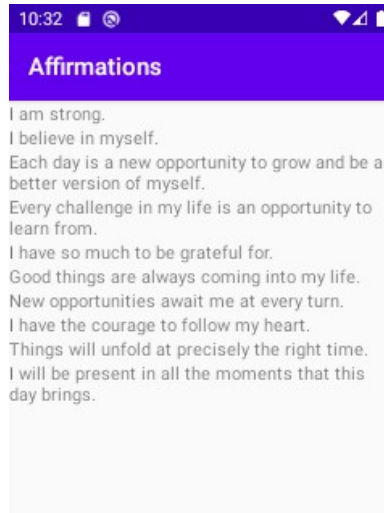 10:32
Affirmations
I am strong.
I believe in myself.
Each day is a new opportunity to grow and be a
better version of myself.
Every challenge in my life is an opportunity to
learn from.
I have so much to be grateful for.
Good things are always coming into my life.
New opportunities await me at every turn.
I have the courage to follow my heart.
Things will unfold at precisely the right time.
I will be present in all the moments that this
day brings.